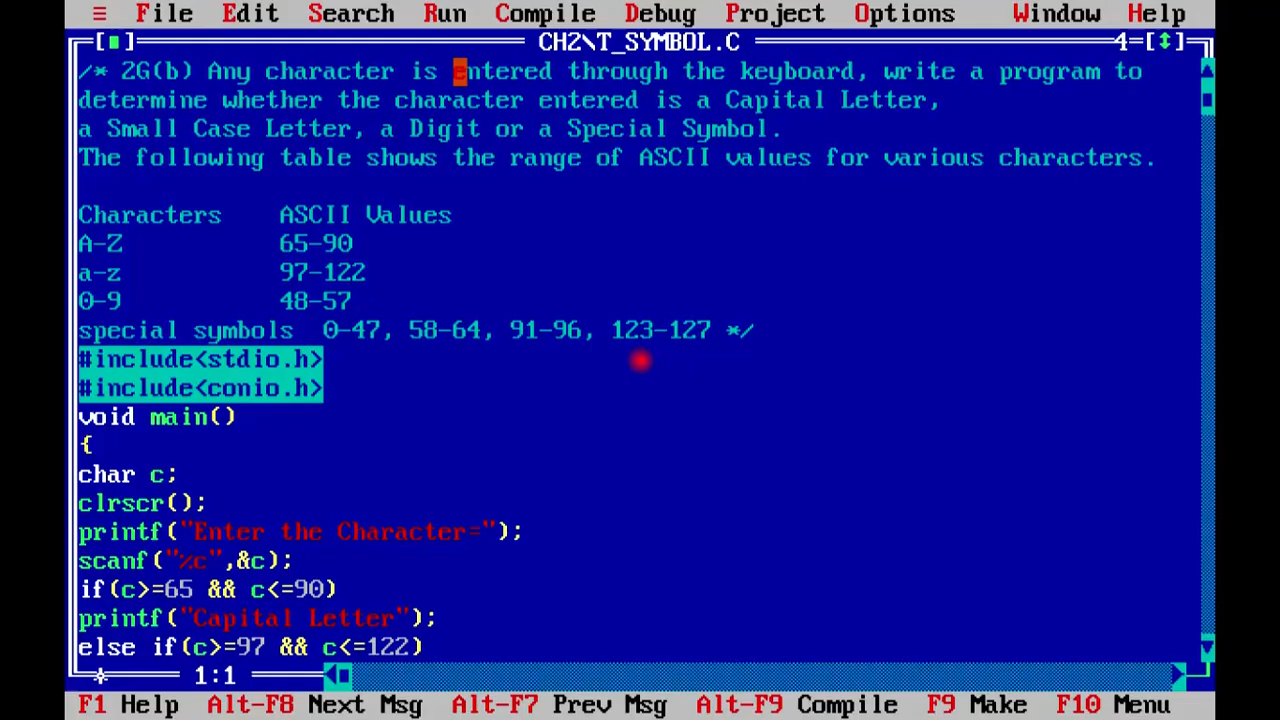 ≡ File Edit Search Run Compile Debug Project Options Window Help
[■] CH2\T_SYMBOL.C 4=[↕]
/* 2G(b) Any character is entered through the keyboard, write a program to
determine whether the character entered is a Capital Letter,
a Small Case Letter, a Digit or a Special Symbol.
The following table shows the range of ASCII values for various characters.
Characters ASCII Values
A-Z 65-90
a-z 97-122
0-9 48-57
special symbols 0-47, 58-64, 91-96, 123-127 */
#include<stdio.h>
#include<conio.h>
void main()
{
char c;
clrscr();
printf("Enter the Character=");
scanf("%c",&c);
if(c>=65 && c<=90)
printf("Capital Letter");
else if(c>=97 && c<=122)
1:1
F1 Help Alt-F8 Next Msg Alt-F7 Prev Msg Alt-F9 Compile F9 Make F10 Menu